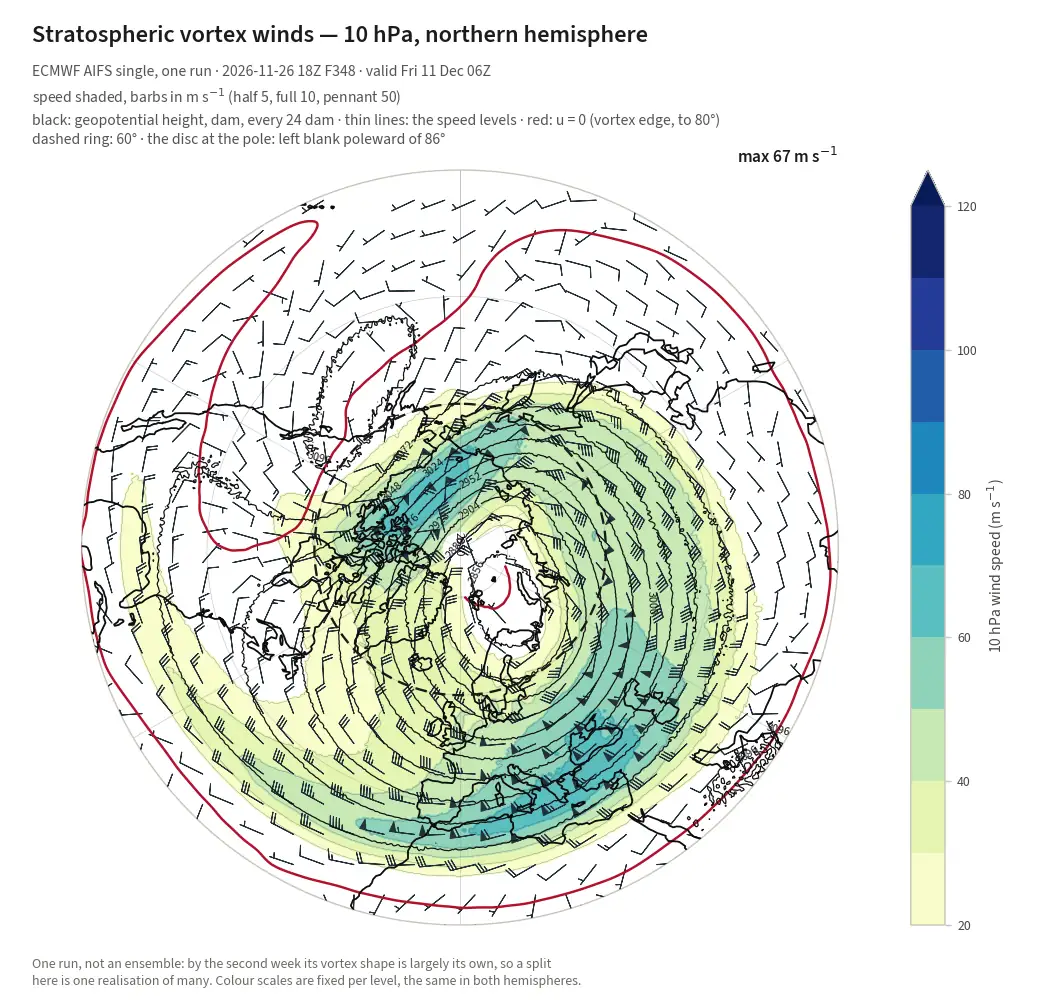 Stratospheric vortex winds — 10 hPa, northern hemisphere
ECMWF AIFS single, one run · 2026-11-26 18Z F348 · valid Fri 11 Dec 06Z
speed shaded, barbs in m s⁻¹ (half 5, full 10, pennant 50)
black: geopotential height, dam, every 24 dam · thin lines: the speed levels · red: u = 0 (vortex edge, to 80°)
dashed ring: 60° · the disc at the pole: left blank poleward of 86°
max 67 m s⁻¹
120
100
80
60
40
20
10 hPa wind speed (m s⁻¹)
3024
2952
2904
2880
3000
One run, not an ensemble: by the second week its vortex shape is largely its own, so a split
here is one realisation of many. Colour scales are fixed per level, the same in both hemispheres.